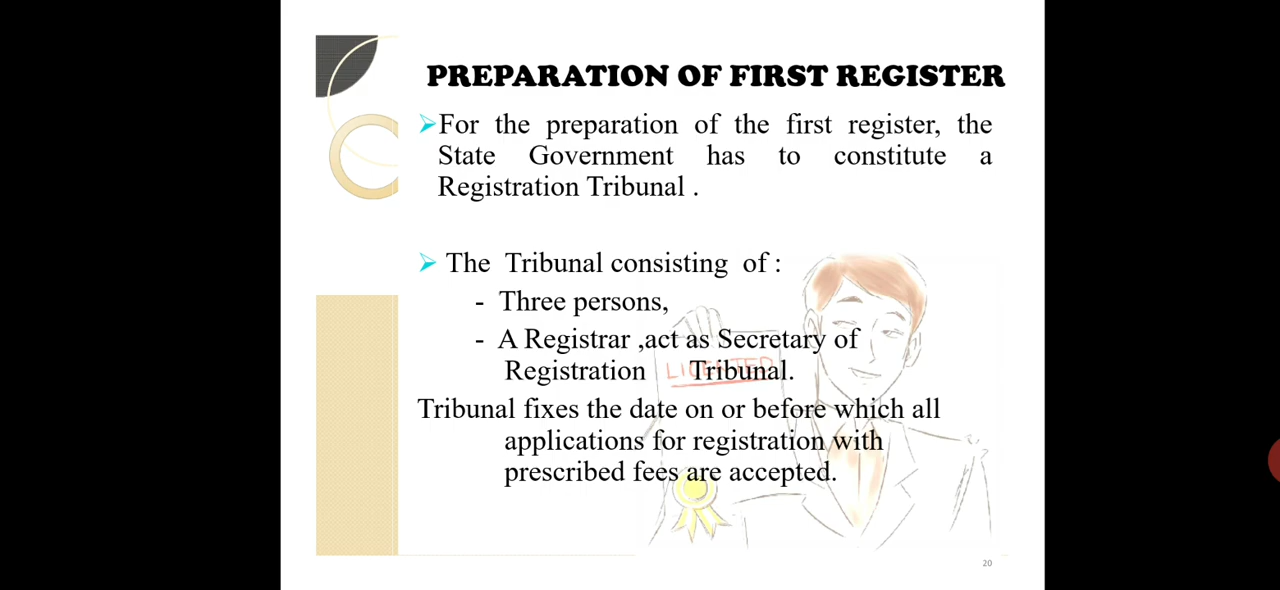 PREPARATION OF FIRST REGISTER
➢For the preparation of the first register, the
State Government has to constitute a
Registration Tribunal .
➢ The Tribunal consisting of :
- Three persons,
- A Registrar ,act as Secretary of
Registration Tribunal.
LICENSED
Tribunal fixes the date on or before which all
applications for registration with
prescribed fees are accepted.
20